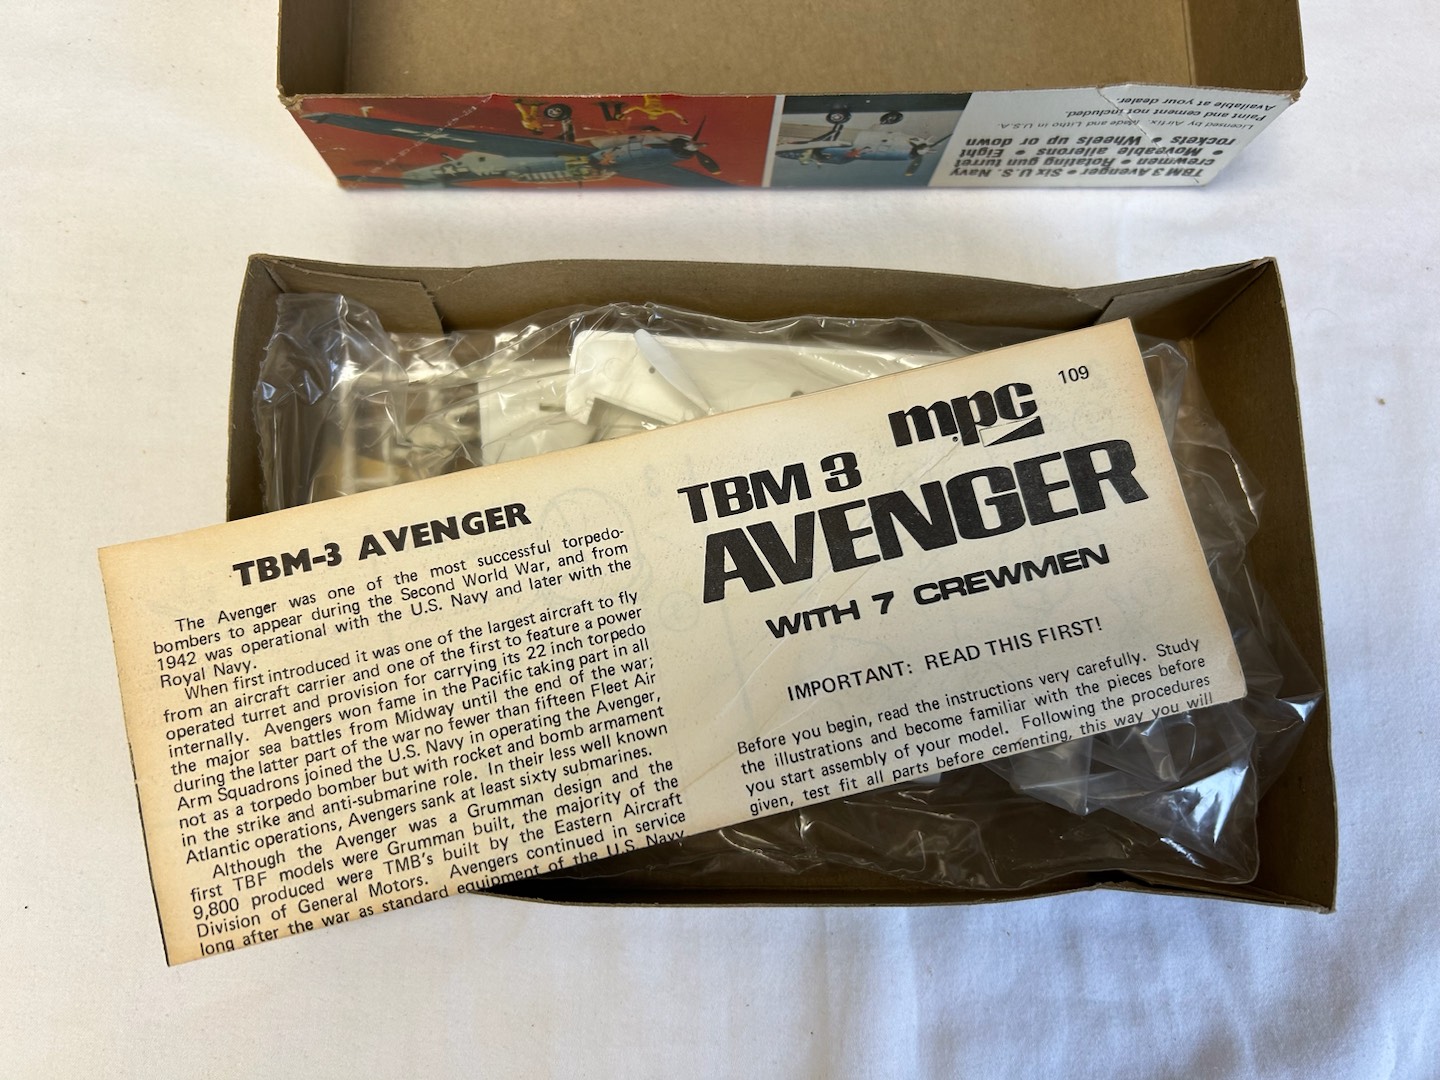 TBM 3 Avenger • Six U.S. Navy
crewmen • Rotating gun turret
• Moveable ailerons • Eight
rockets • Wheels up or down
Licensed by Airfix. Made and Litho in U.S.A.
Paint and cement not included.
Available at your dealer.
TBM-3 AVENGER
The Avenger was one of the most successful torpedo-
bombers to appear during the Second World War, and from
1942 was operational with the U.S. Navy and later with the
Royal Navy.
When first introduced it was one of the largest aircraft to fly
from an aircraft carrier and one of the first to feature a power
operated turret and provision for carrying its 22 inch torpedo
internally. Avengers won fame in the Pacific taking part in all
the major sea battles from Midway until the end of the war;
during the latter part of the war no fewer than fifteen Fleet Air
Arm Squadrons joined the U.S. Navy in operating the Avenger,
not as a torpedo bomber but with rocket and bomb armament
in the strike and anti-submarine role. In their less well known
Atlantic operations, Avengers sank at least sixty submarines.
Although the Avenger was a Grumman design and the
first TBF models were Grumman built, the majority of the
9,800 produced were TMB's built by the Eastern Aircraft
Division of General Motors. Avengers continued in service
long after the war as standard equipment of the U.S. Navy
mpc
109
TBM 3
AVENGER
WITH 7 CREWMEN
IMPORTANT: READ THIS FIRST!
Before you begin, read the instructions very carefully. Study
the illustrations and become familiar with the pieces before
you start assembly of your model. Following the procedures
given, test fit all parts before cementing, this way you will